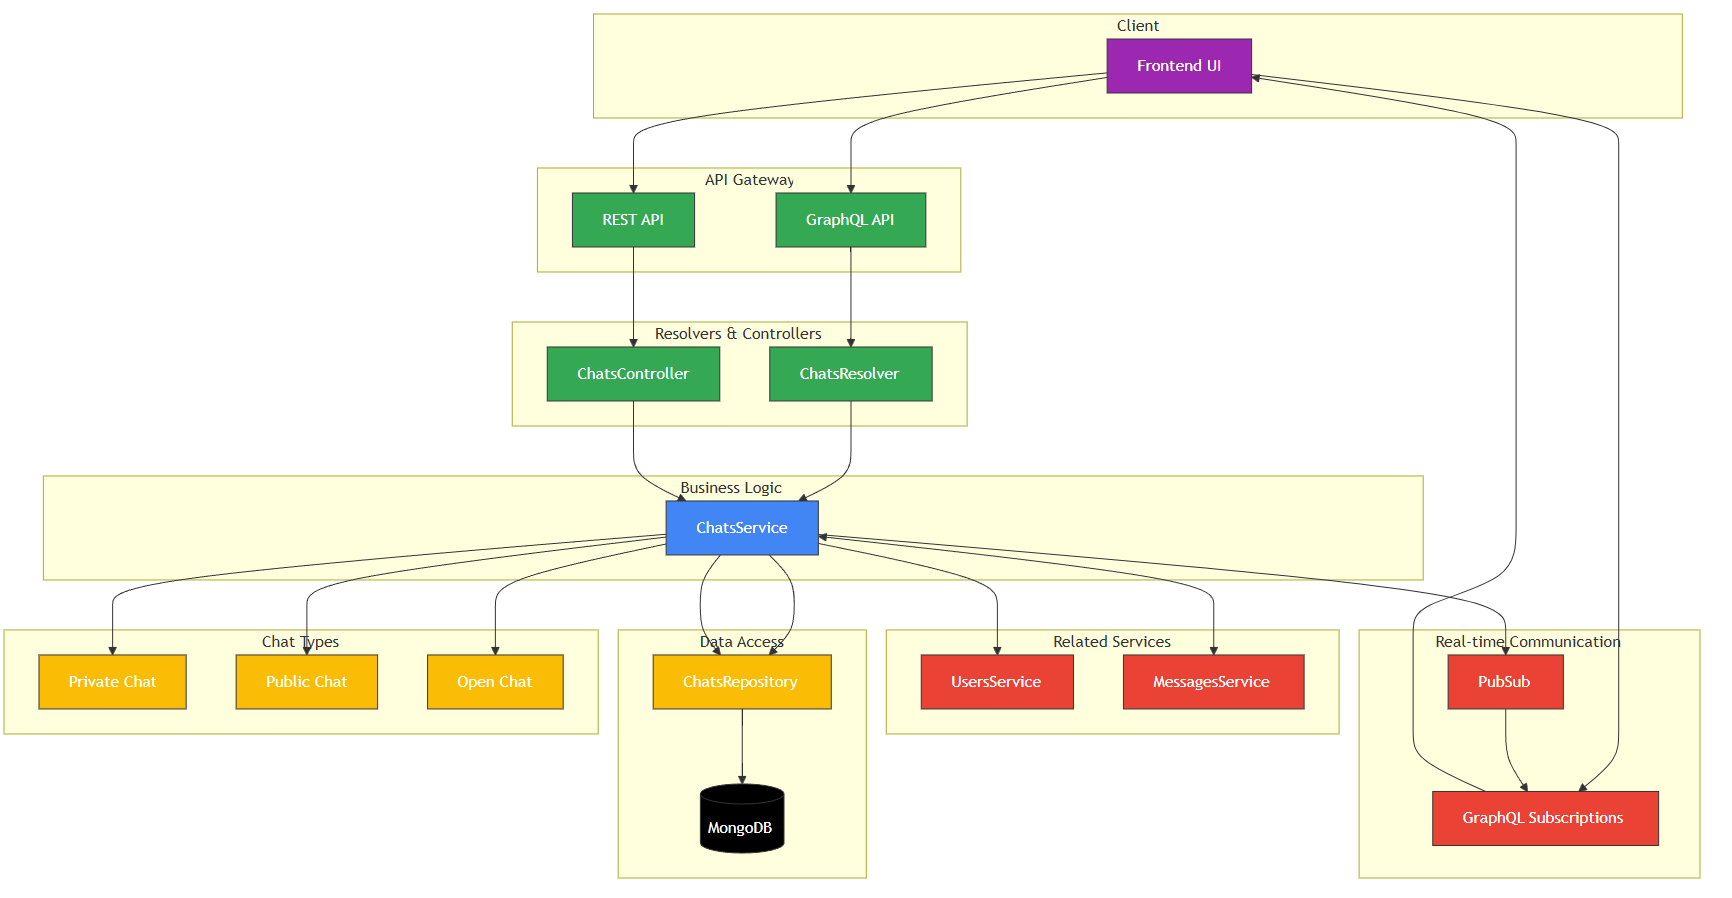 Client
Frontend UI
API Gateway
REST API
GraphQL API
Resolvers & Controllers
ChatsController
ChatsResolver
Business Logic
ChatsService
Chat Types
Private Chat
Public Chat
Open Chat
Data Access
ChatsRepository
MongoDB
Related Services
UsersService
MessagesService
Real-time Communication
PubSub
GraphQL Subscriptions